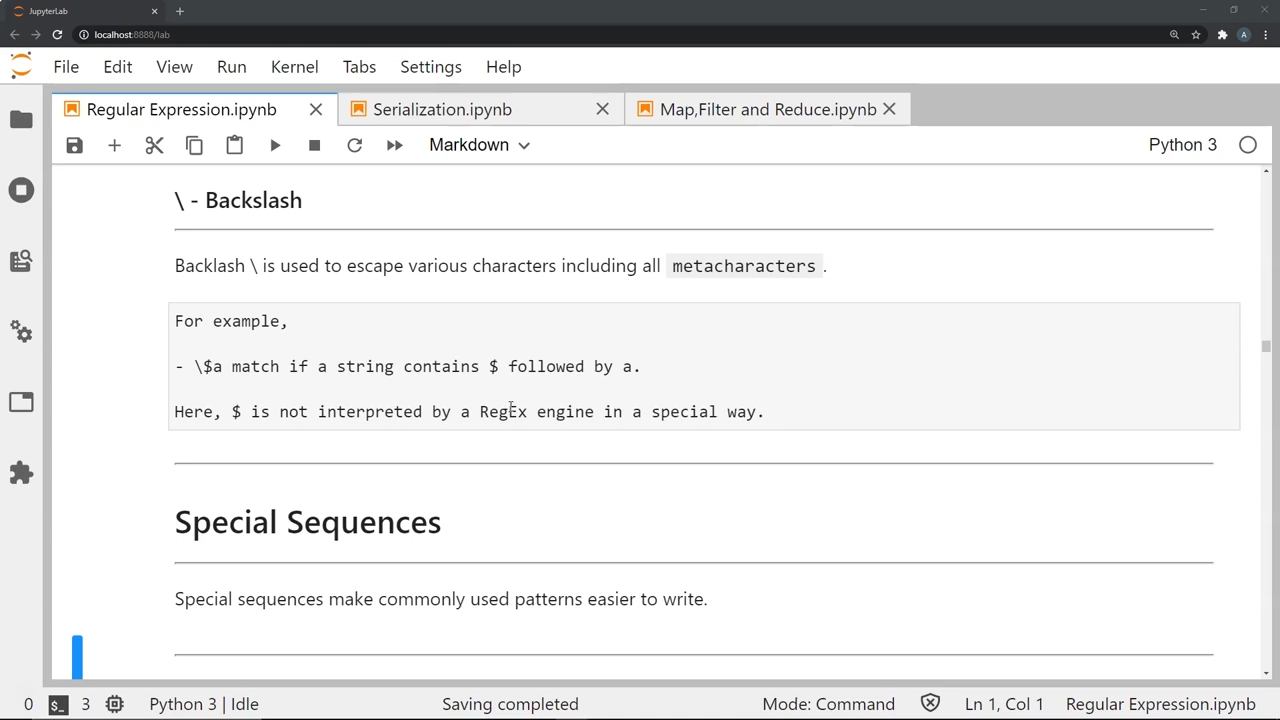 JupyterLab
localhost:8888/lab
A
File Edit View Run Kernel Tabs Settings Help
Regular Expression.ipynb Serialization.ipynb Map,Filter and Reduce.ipynb
Markdown Python 3
\ - Backslash
Backlash \ is used to escape various characters including all metacharacters .
For example,
- \$a match if a string contains $ followed by a.
Here, $ is not interpreted by a RegEx engine in a special way.
Special Sequences
Special sequences make commonly used patterns easier to write.
0 $_ 3 Python 3 | Idle Saving completed Mode: Command Ln 1, Col 1 Regular Expression.ipynb